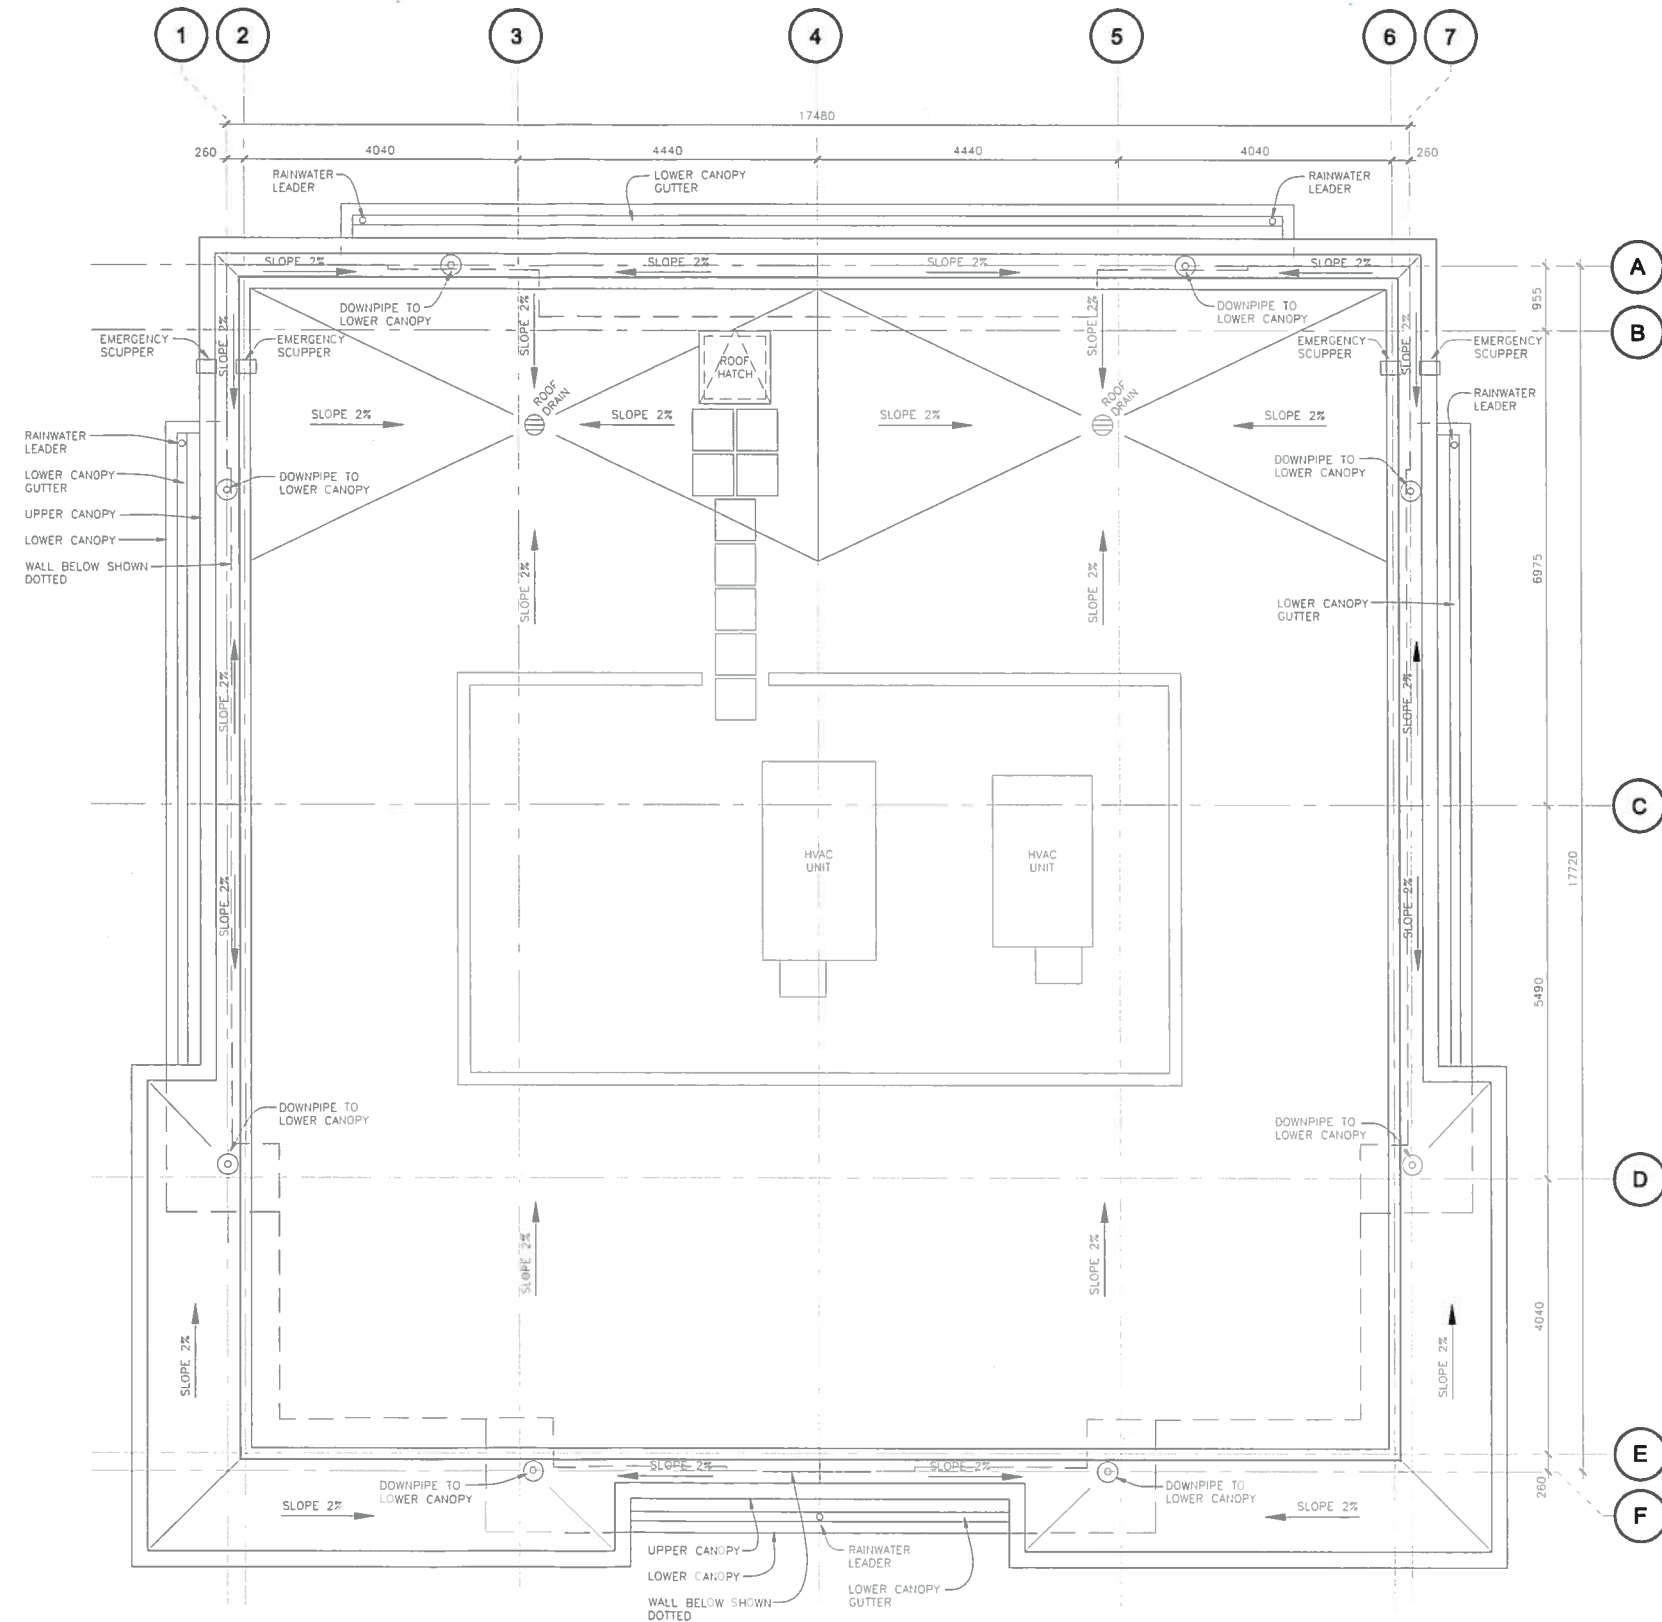 1 2 3 4 5 6 7
17480
260 4040 4440 4440 4040 260
RAINWATER
LEADER
LOWER CANOPY
GUTTER
RAINWATER
LEADER
SLOPE 2% SLOPE 2% SLOPE 2% SLOPE 2%
A
955
DOWNPIPE TO
LOWER CANOPY
DOWNPIPE TO
LOWER CANOPY
SLOPE 2%
SLOPE 2%
SLOPE 2%
SLOPE 2%
B
EMERGENCY
SCUPPER
EMERGENCY
SCUPPER
EMERGENCY
SCUPPER
EMERGENCY
SCUPPER
ROOF
HATCH
ROOF
DRAIN
ROOF
DRAIN
RAINWATER
LEADER
SLOPE 2% SLOPE 2% SLOPE 2% SLOPE 2%
RAINWATER
LEADER
LOWER CANOPY
GUTTER
DOWNPIPE TO
LOWER CANOPY
DOWNPIPE TO
LOWER CANOPY
UPPER CANOPY
LOWER CANOPY
WALL BELOW SHOWN
DOTTED
SLOPE 2%
SLOPE 2%
6975
LOWER CANOPY
GUTTER
SLOPE 2%
SLOPE 2%
C
HVAC
UNIT
HVAC
UNIT
17720
SLOPE 2%
SLOPE 2%
5490
DOWNPIPE TO
LOWER CANOPY
DOWNPIPE TO
LOWER CANOPY
D
SLOPE 2%
SLOPE 2%
4040
SLOPE 2%
SLOPE 2%
E
SLOPE 2% SLOPE 2%
260
DOWNPIPE TO
LOWER CANOPY
DOWNPIPE TO
LOWER CANOPY
SLOPE 2% SLOPE 2%
F
UPPER CANOPY
LOWER CANOPY
WALL BELOW SHOWN
DOTTED
RAINWATER
LEADER
LOWER CANOPY
GUTTER